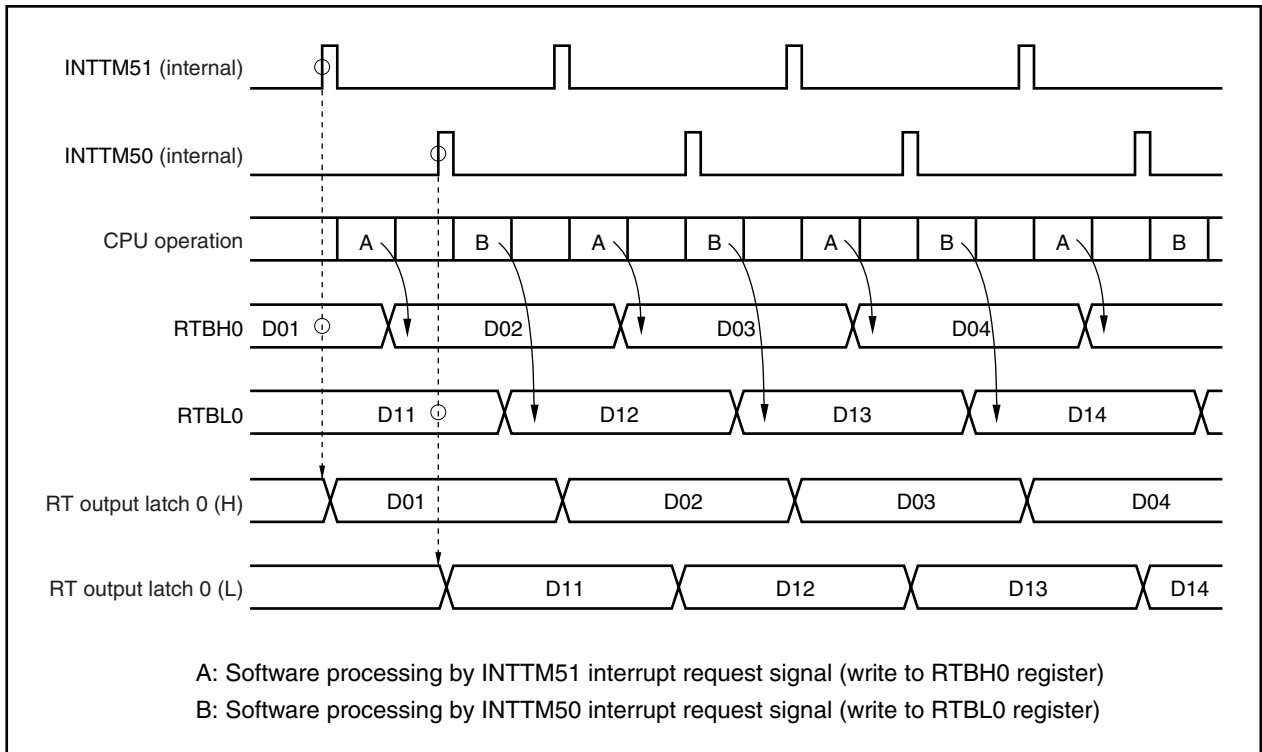 INTTM51 (internal)
INTTM50 (internal)
CPU operation A B A B A B A B
RTBH0 D01 D02 D03 D04
RTBL0 D11 D12 D13 D14
RT output latch 0 (H) D01 D02 D03 D04
RT output latch 0 (L) D11 D12 D13 D14
A: Software processing by INTTM51 interrupt request signal (write to RTBH0 register)
B: Software processing by INTTM50 interrupt request signal (write to RTBL0 register)